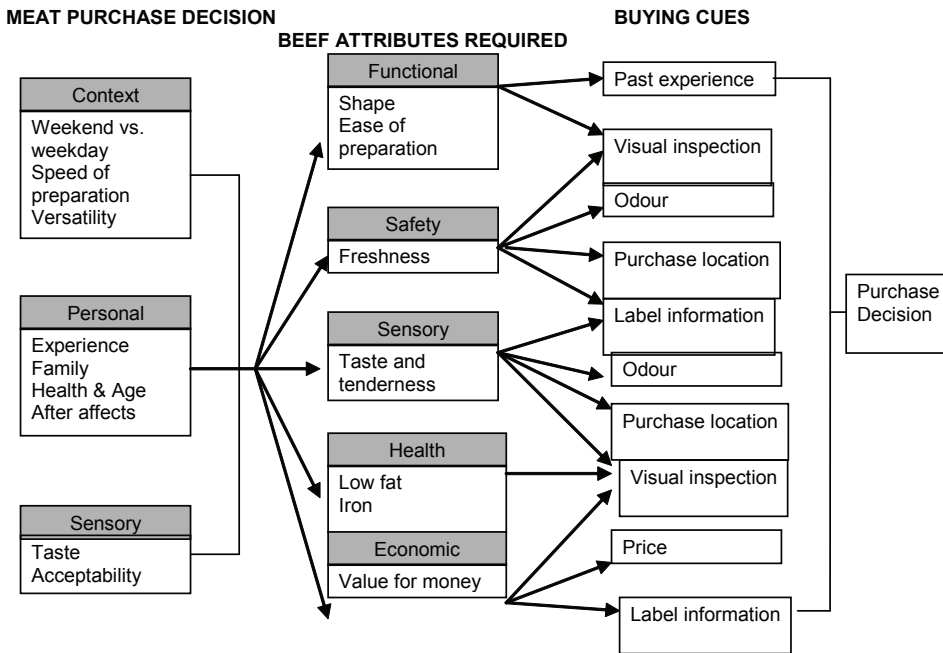 MEAT PURCHASE DECISION
BUYING CUES
BEEF ATTRIBUTES REQUIRED
Context
Weekend vs.
weekday
Speed of
preparation
Versatility
Personal
Experience
Family
Health & Age
After affects
Sensory
Taste
Acceptability
Functional
Shape
Ease of
preparation
Safety
Freshness
Sensory
Taste and
tenderness
Health
Low fat
Iron
Economic
Value for money
Past experience
Visual inspection
Odour
Purchase location
Label information
Odour
Purchase location
Visual inspection
Price
Label information
Purchase
Decision